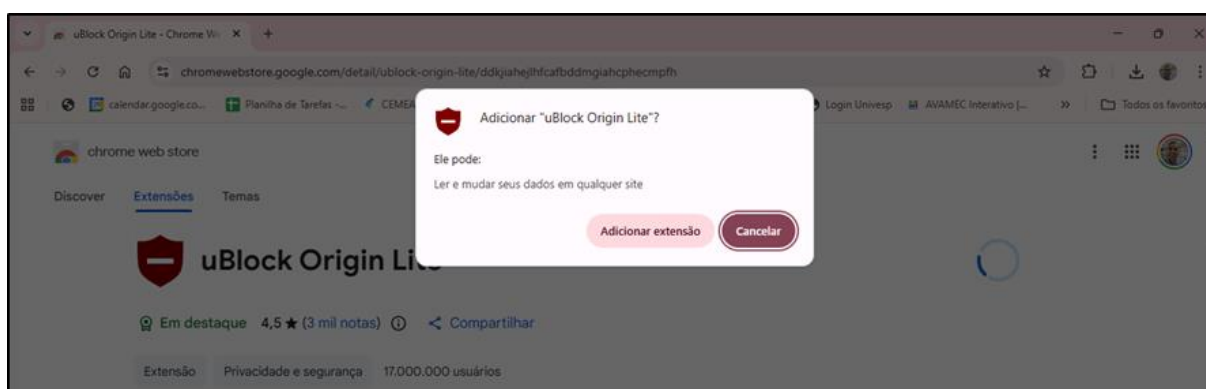 uBlock Origin Lite - Chrome We
chromewebstore.google.com/detail/ublock-origin-lite/ddkjiahejlhfcafbddmgiahcphecmpfh
calendar.google.co... Planilha de Tarefas -... CEMEA Login Univesp AVAMEC Interativo |... Todos os favoritos
Adicionar "uBlock Origin Lite"?
Ele pode:
Ler e mudar seus dados em qualquer site
Adicionar extensão Cancelar
chrome web store
Discover Extensões Temas
uBlock Origin Lite
Em destaque 4,5 ★ (3 mil notas) Compartilhar
Extensão Privacidade e segurança 17.000.000 usuários